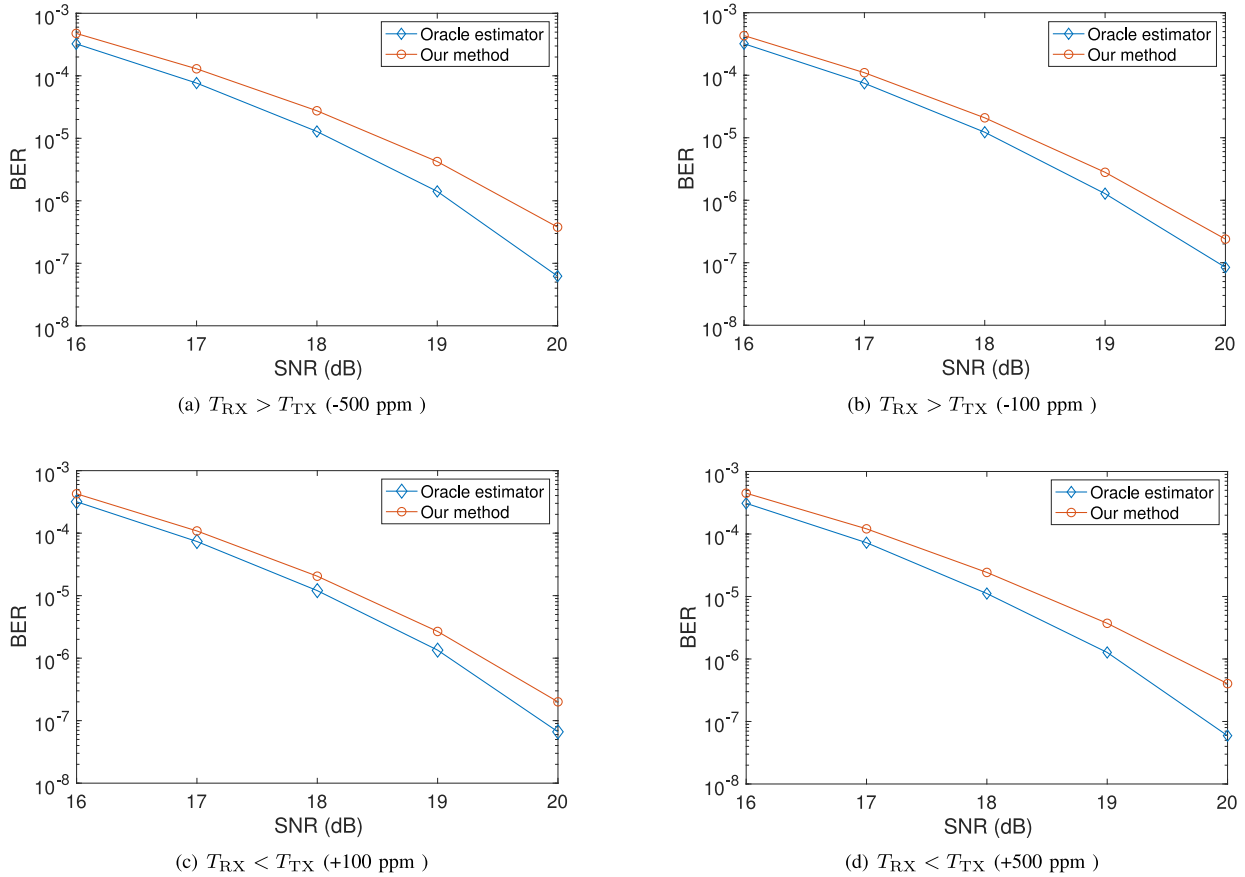 10^-3
10^-4
10^-5
10^-6
10^-7
10^-8
BER
Oracle estimator
Our method
16 17 18 19 20
SNR (dB)
(a) T_RX > T_TX (-500 ppm )
10^-3
10^-4
10^-5
10^-6
10^-7
10^-8
BER
Oracle estimator
Our method
16 17 18 19 20
SNR (dB)
(b) T_RX > T_TX (-100 ppm )
10^-3
10^-4
10^-5
10^-6
10^-7
10^-8
BER
Oracle estimator
Our method
16 17 18 19 20
SNR (dB)
(c) T_RX < T_TX (+100 ppm )
10^-3
10^-4
10^-5
10^-6
10^-7
10^-8
BER
Oracle estimator
Our method
16 17 18 19 20
SNR (dB)
(d) T_RX < T_TX (+500 ppm )